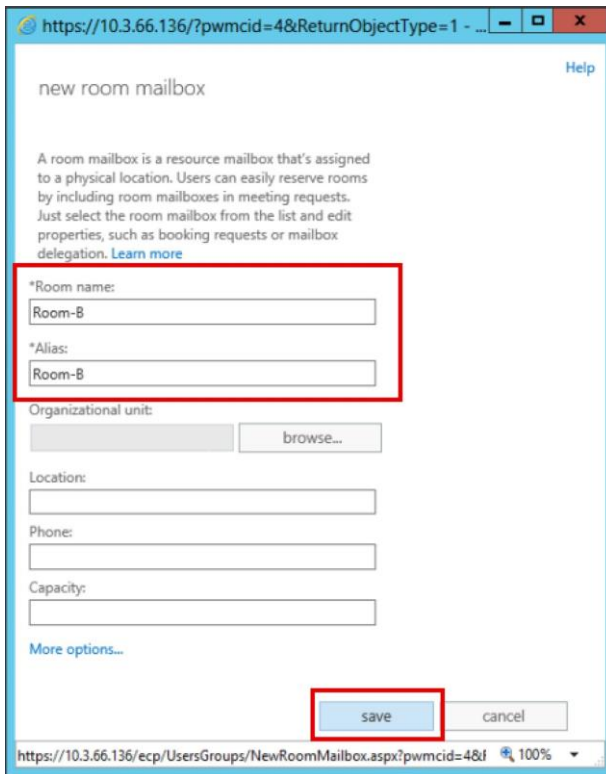 https://10.3.66.136/?pwmcid=4&ReturnObjectType=1 - ...
Help
new room mailbox
A room mailbox is a resource mailbox that's assigned
to a physical location. Users can easily reserve rooms
by including room mailboxes in meeting requests.
Just select the room mailbox from the list and edit
properties, such as booking requests or mailbox
delegation. Learn more
*Room name:
Room-B
*Alias:
Room-B
Organizational unit:
browse...
Location:
Phone:
Capacity:
More options...
save cancel
https://10.3.66.136/ecp/UsersGroups/NewRoomMailbox.aspx?pwmcid=4&f 100%